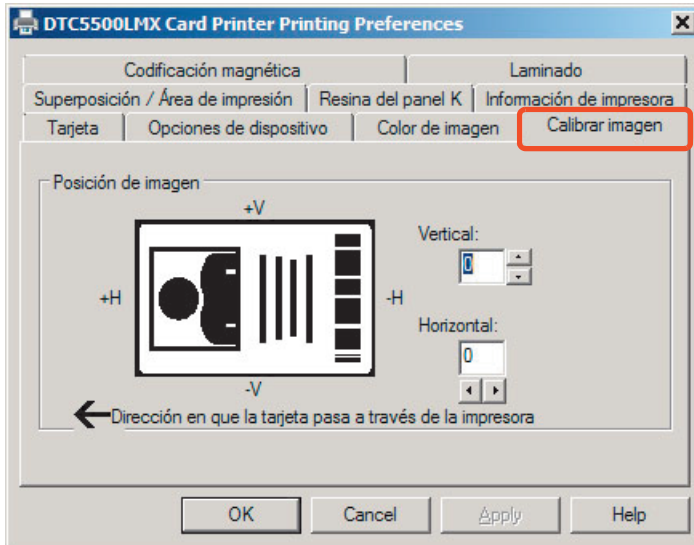 DTC5500LMX Card Printer Printing Preferences
Codificación magnética Laminado
Superposición / Área de impresión Resina del panel K Información de impresora
Tarjeta Opciones de dispositivo Color de imagen Calibrar imagen
Posición de imagen
+V
Vertical:
0
+H -H
Horizontal:
0
-V
Dirección en que la tarjeta pasa a través de la impresora
OK Cancel Apply Help